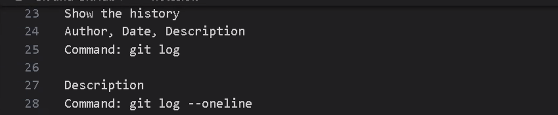 23 Show the history
24 Author, Date, Description
25 Command: git log
26
27 Description
28 Command: git log --oneline